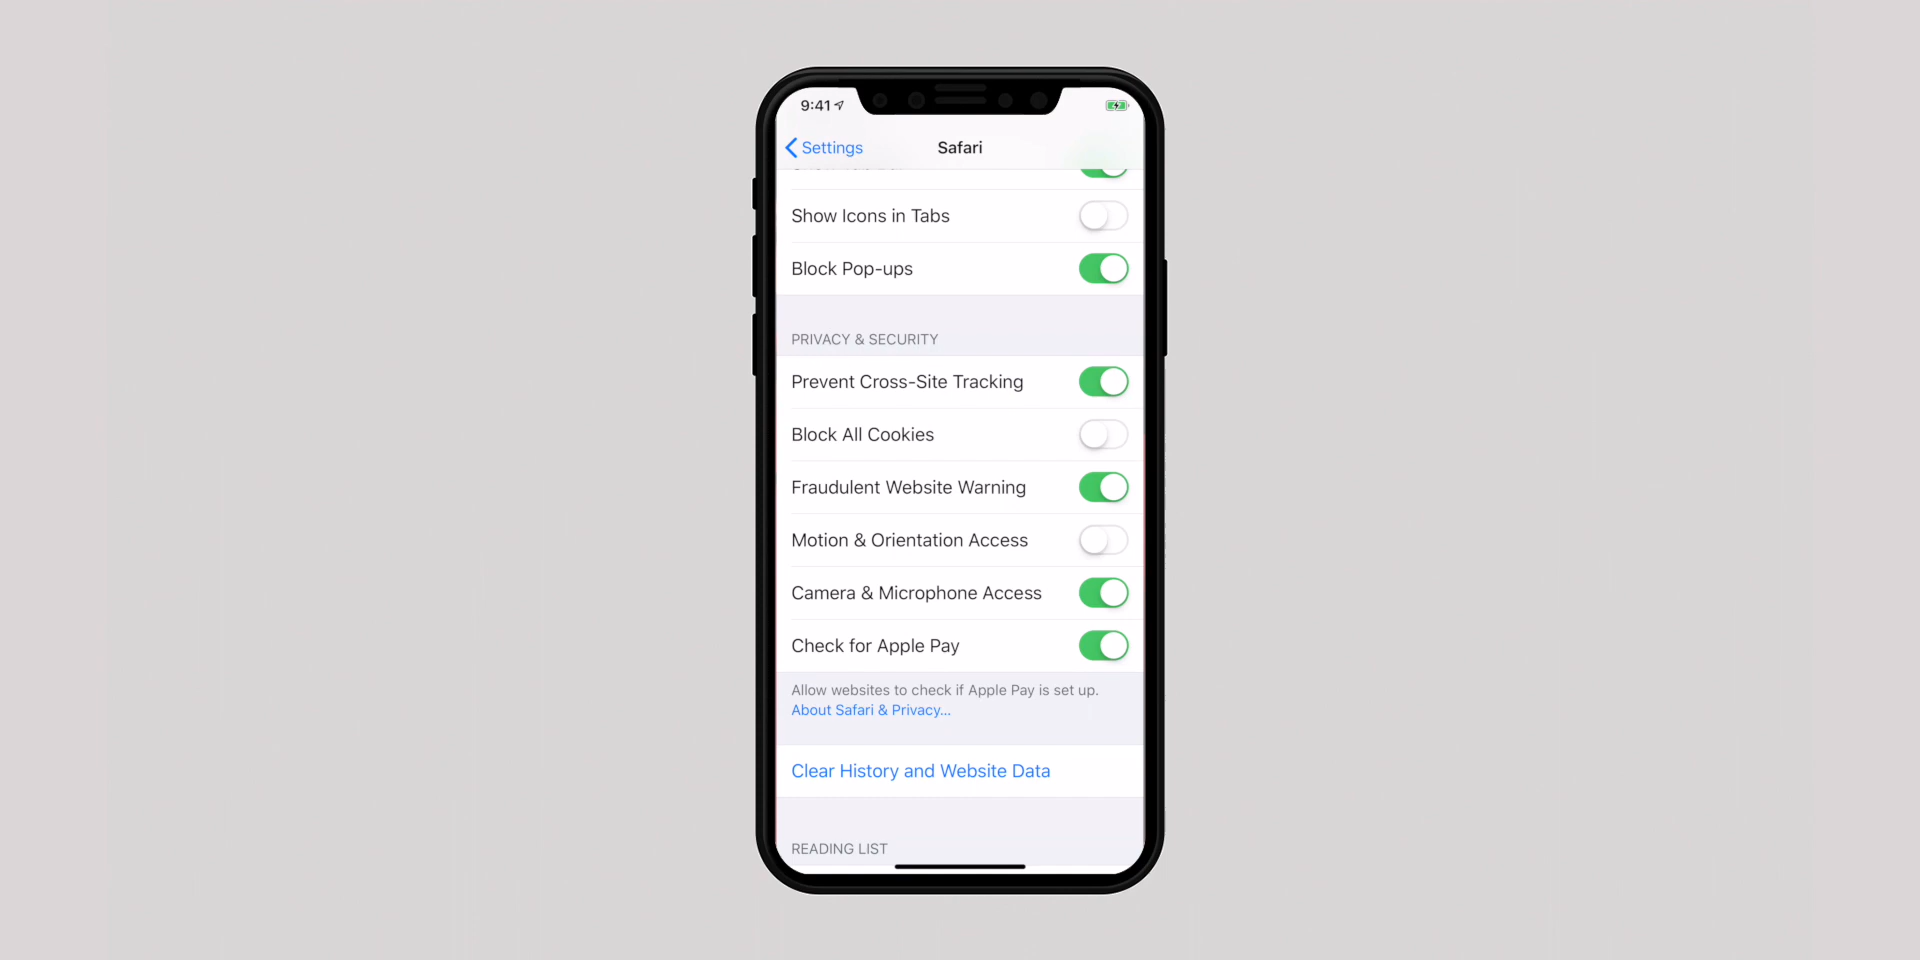 9:41
Settings
Safari
Show Icons in Tabs
Block Pop-ups
PRIVACY & SECURITY
Prevent Cross-Site Tracking
Block All Cookies
Fraudulent Website Warning
Motion & Orientation Access
Camera & Microphone Access
Check for Apple Pay
Allow websites to check if Apple Pay is set up.
About Safari & Privacy...
Clear History and Website Data
READING LIST